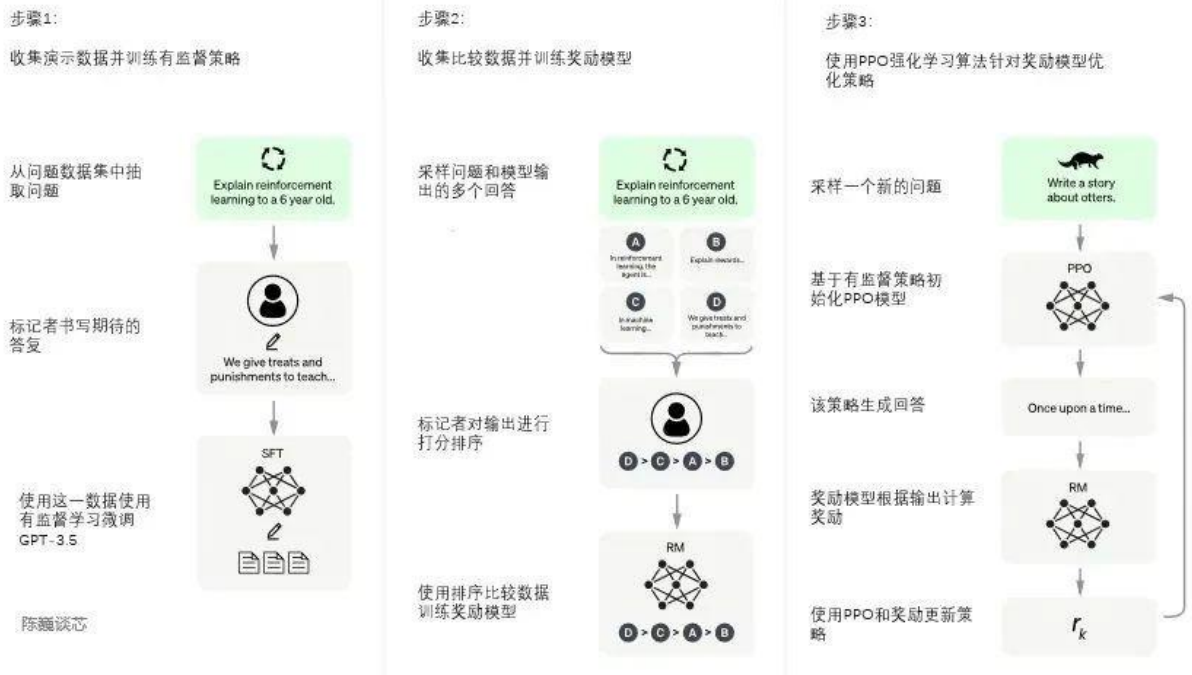 步骤1:
收集演示数据并训练有监督策略
从问题数据集中抽
取问题
Explain reinforcement
learning to a 6 year old.
标记者书写期待的
答复
We give treats and
punishments to teach...
SFT
使用这一数据使用
有监督学习微调
GPT-3.5
陈巍谈芯
步骤2:
收集比较数据并训练奖励模型
采样问题和模型输
出的多个回答
Explain reinforcement
learning to a 6 year old.
A
In reinforcement
learning, the
agent is...
B
Explain rewards...
C
In machine
learning...
D
We give treats and
punishments to
teach...
标记者对输出进行
打分排序
D > C > A > B
RM
使用排序比较数据
训练奖励模型
D > C > A > B
步骤3:
使用PPO强化学习算法针对奖励模型优
化策略
采样一个新的问题
Write a story
about otters.
基于有监督策略初
始化PPO模型
PPO
该策略生成回答
Once upon a time...
奖励模型根据输出计算
奖励
RM
使用PPO和奖励更新策
略
rk